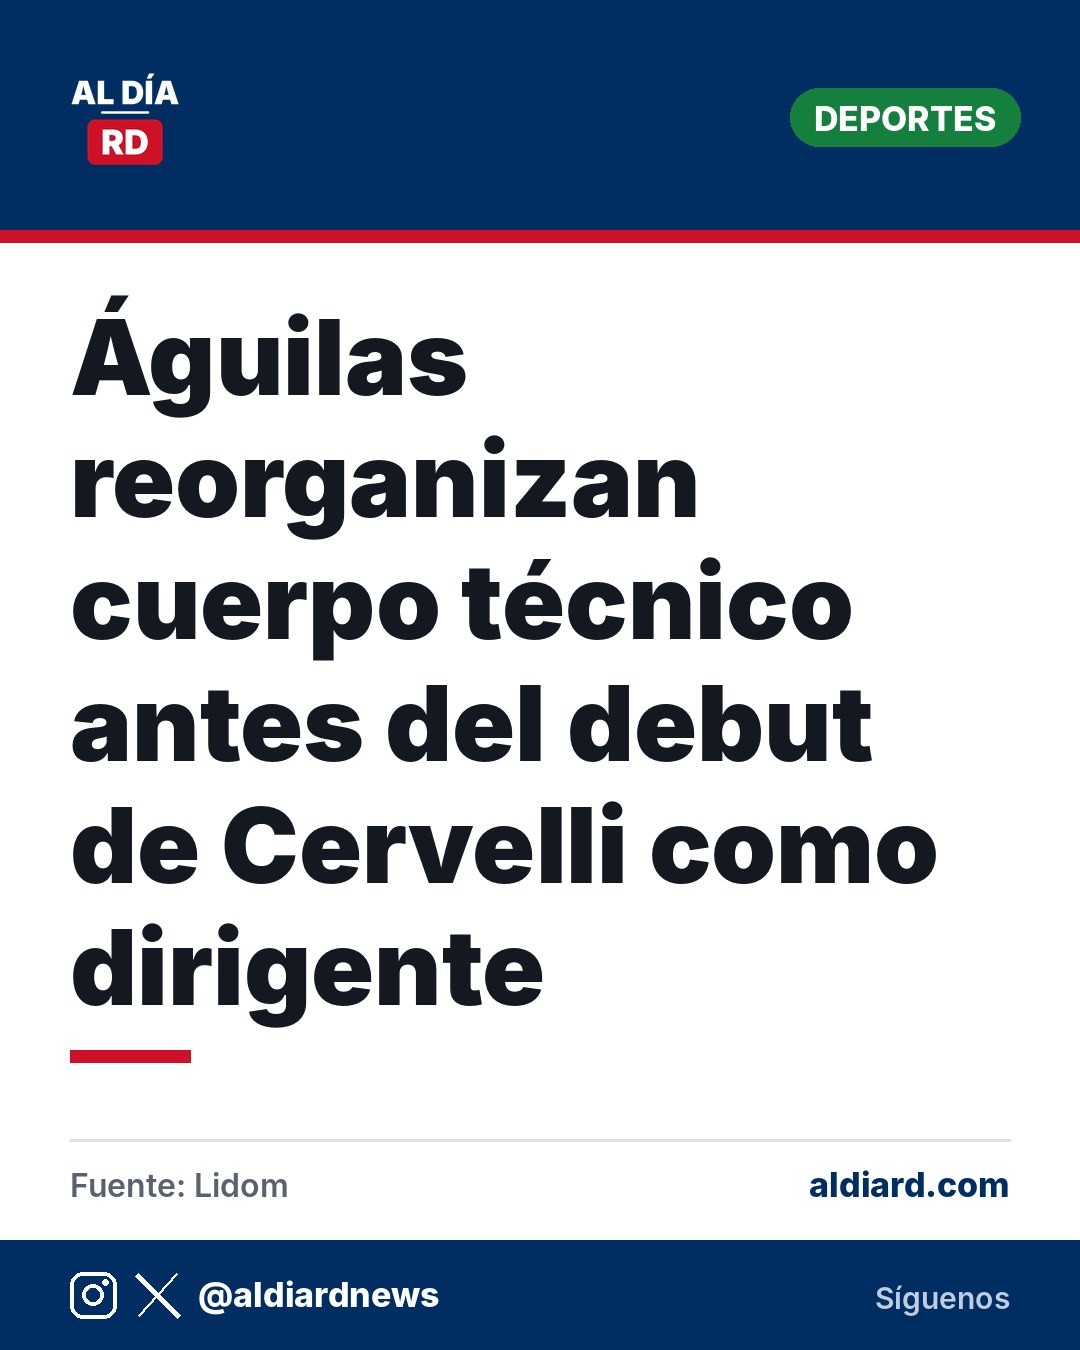 AL DÍA
RD
DEPORTES
Águilas
reorganizan
cuerpo técnico
antes del debut
de Cervelli como
dirigente
Fuente: Lidom
aldiard.com
@aldiardnews
Síguenos